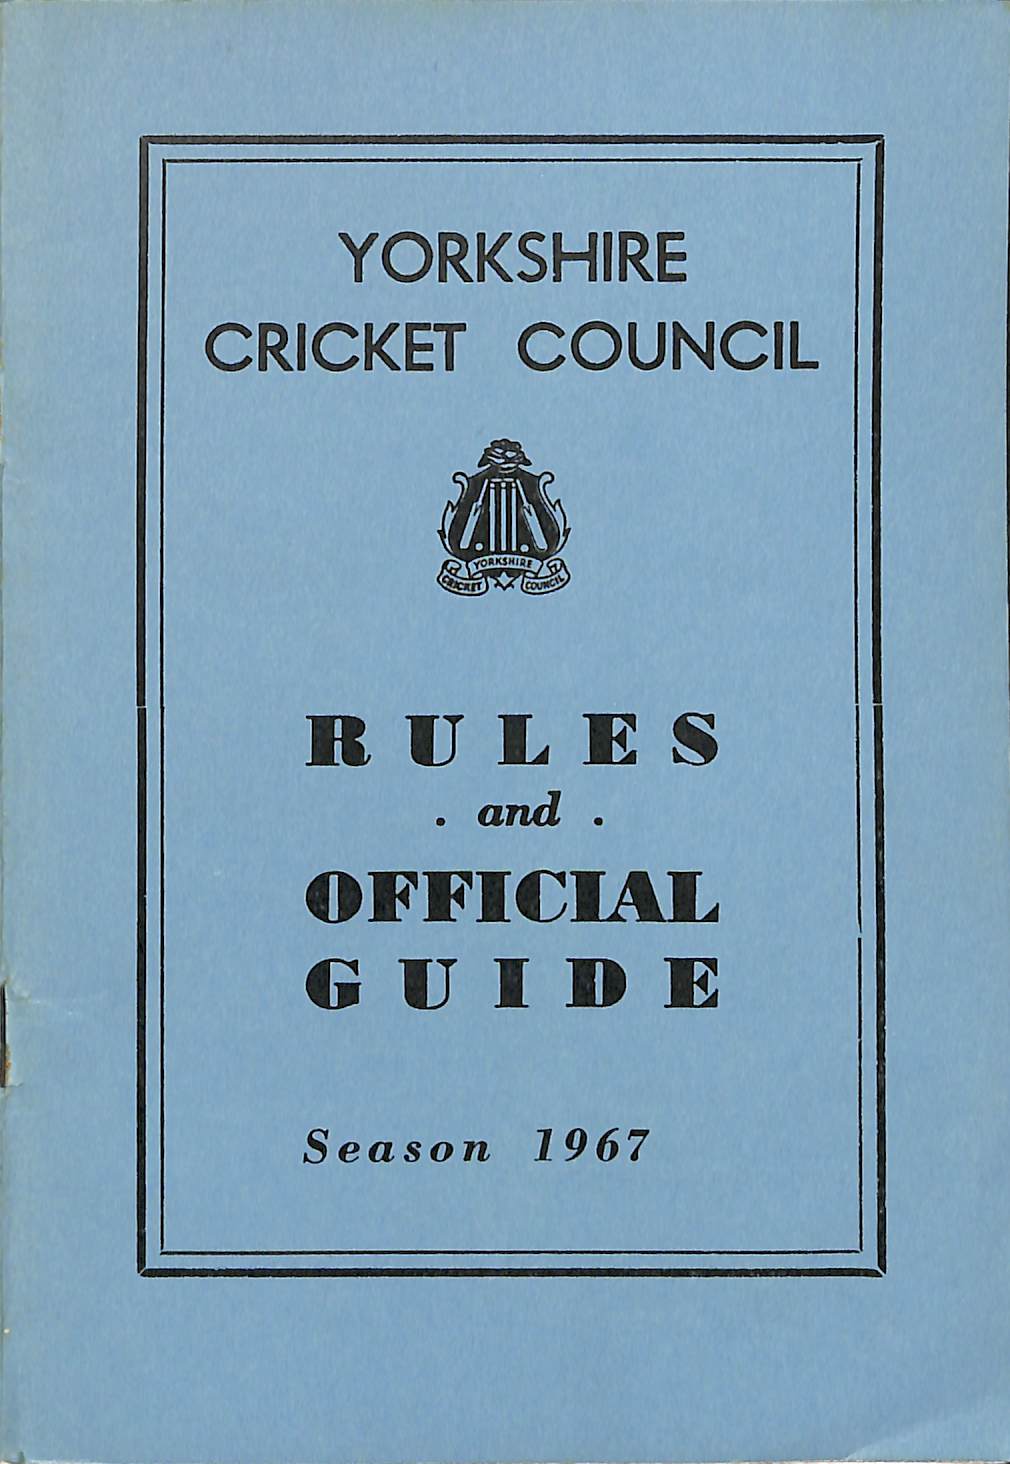 YORKSHIRE
CRICKET COUNCIL
YORKSHIRE
CRICKET COUNCIL
RULES
. and .
OFFICIAL
GUIDE
Season 1967